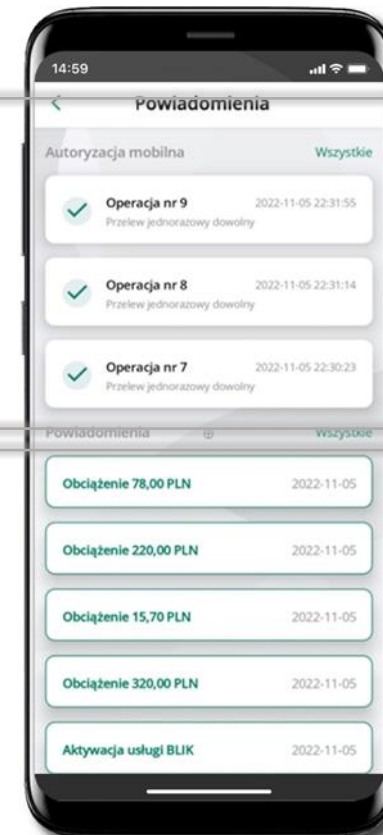 14:59
Powiadomienia
Autoryzacja mobilna Wszystkie
Operacja nr 9 2022-11-05 22:31:55
Przelew jednorazowy dowolny
Operacja nr 8 2022-11-05 22:31:14
Przelew jednorazowy dowolny
Operacja nr 7 2022-11-05 22:30:23
Przelew jednorazowy dowolny
Powiadomienia Wszystkie
Obciążenie 78,00 PLN 2022-11-05
Obciążenie 220,00 PLN 2022-11-05
Obciążenie 15,70 PLN 2022-11-05
Obciążenie 320,00 PLN 2022-11-05
Aktywacja usługi BLIK 2022-11-05